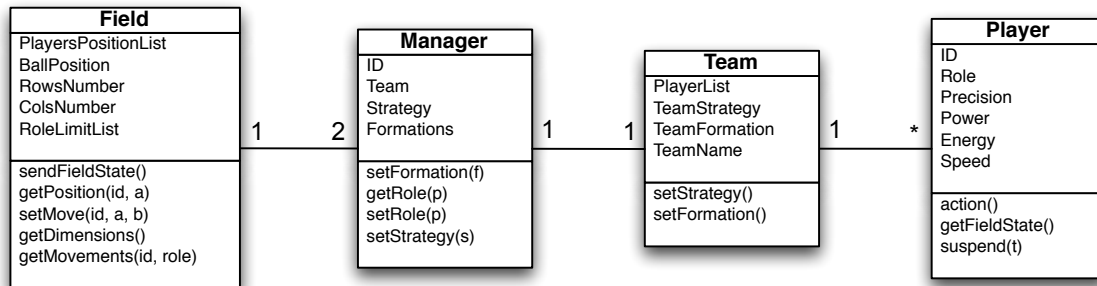 Field
PlayersPositionList
BallPosition
RowsNumber
ColsNumber
RoleLimitList
sendFieldState()
getPosition(id, a)
setMove(id, a, b)
getDimensions()
getMovements(id, role)
1
2
Manager
ID
Team
Strategy
Formations
setFormation(f)
getRole(p)
setRole(p)
setStrategy(s)
1
1
Team
PlayerList
TeamStrategy
TeamFormation
TeamName
setStrategy()
setFormation()
1
*
Player
ID
Role
Precision
Power
Energy
Speed
action()
getFieldState()
suspend(t)